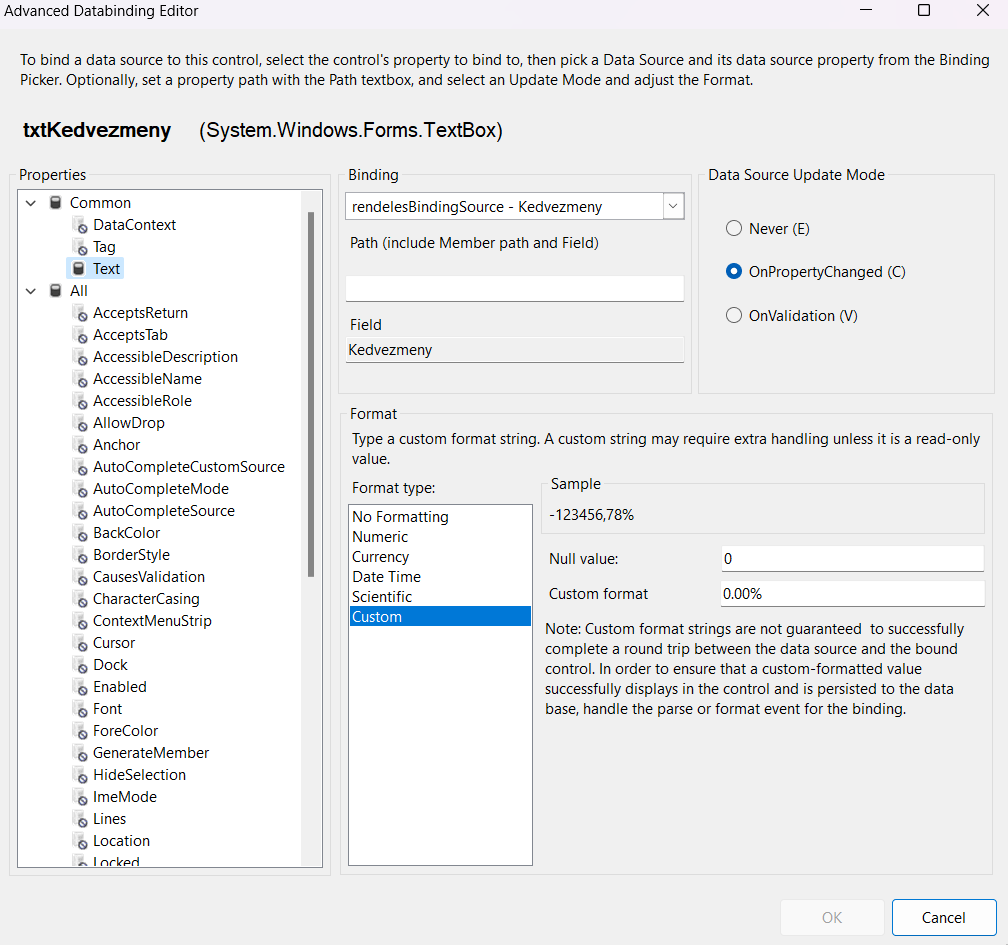 Advanced Databinding Editor
To bind a data source to this control, select the control's property to bind to, then pick a Data Source and its data source property from the Binding
Picker. Optionally, set a property path with the Path textbox, and select an Update Mode and adjust the Format.
txtKedvezmeny (System.Windows.Forms.TextBox)
Properties
Common
DataContext
Tag
Text
All
AcceptsReturn
AcceptsTab
AccessibleDescription
AccessibleName
AccessibleRole
AllowDrop
Anchor
AutoCompleteCustomSource
AutoCompleteMode
AutoCompleteSource
BackColor
BorderStyle
CausesValidation
CharacterCasing
ContextMenuStrip
Cursor
Dock
Enabled
Font
ForeColor
GenerateMember
HideSelection
ImeMode
Lines
Location
Locked
Binding
rendelesBindingSource - Kedvezmeny
Path (include Member path and Field)
Field
Kedvezmeny
Data Source Update Mode
Never (E)
OnPropertyChanged (C)
OnValidation (V)
Format
Type a custom format string. A custom string may require extra handling unless it is a read-only
value.
Format type:
No Formatting
Numeric
Currency
Date Time
Scientific
Custom
Sample
-123456,78%
Null value:
0
Custom format
0.00%
Note: Custom format strings are not guaranteed  to successfully
complete a round trip between the data source and the bound
control. In order to ensure that a custom-formatted value
successfully displays in the control and is persisted to the data
base, handle the parse or format event for the binding.
OK
Cancel